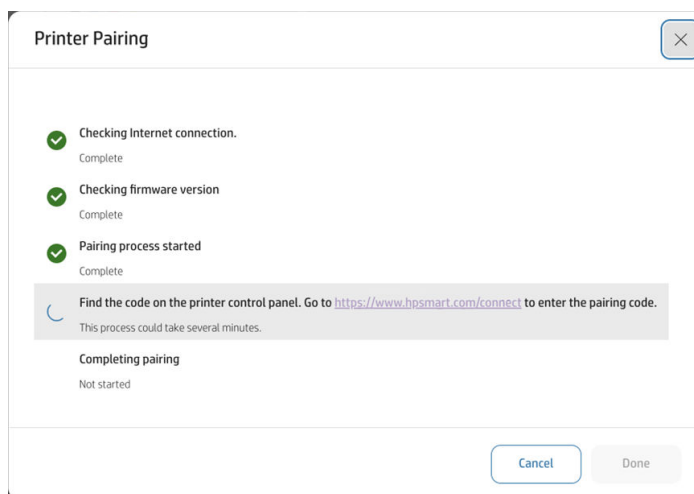 Printer Pairing
Checking Internet connection.
Complete
Checking firmware version
Complete
Pairing process started
Complete
Find the code on the printer control panel. Go to https://www.hpsmart.com/connect to enter the pairing code.
This process could take several minutes.
Completing pairing
Not started
Cancel
Done